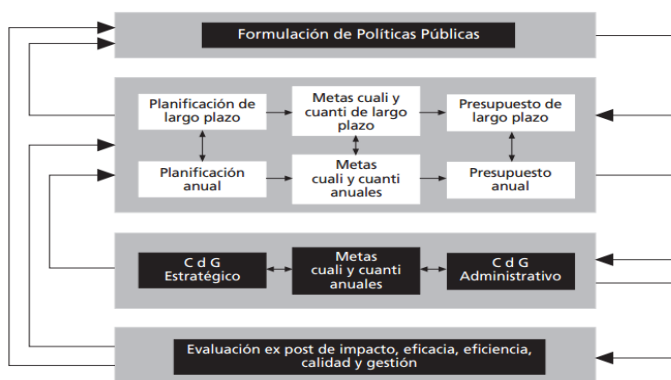 Formulación de Políticas Públicas
Planificación de
largo plazo
Metas cuali y
cuanti de largo
plazo
Presupuesto de
largo plazo
Planificación
anual
Metas
cuali y cuanti
anuales
Presupuesto
anual
C d G
Estratégico
Metas
cuali y cuanti
anuales
C d G
Administrativo
Evaluación ex post de impacto, eficacia, eficiencia,
calidad y gestión